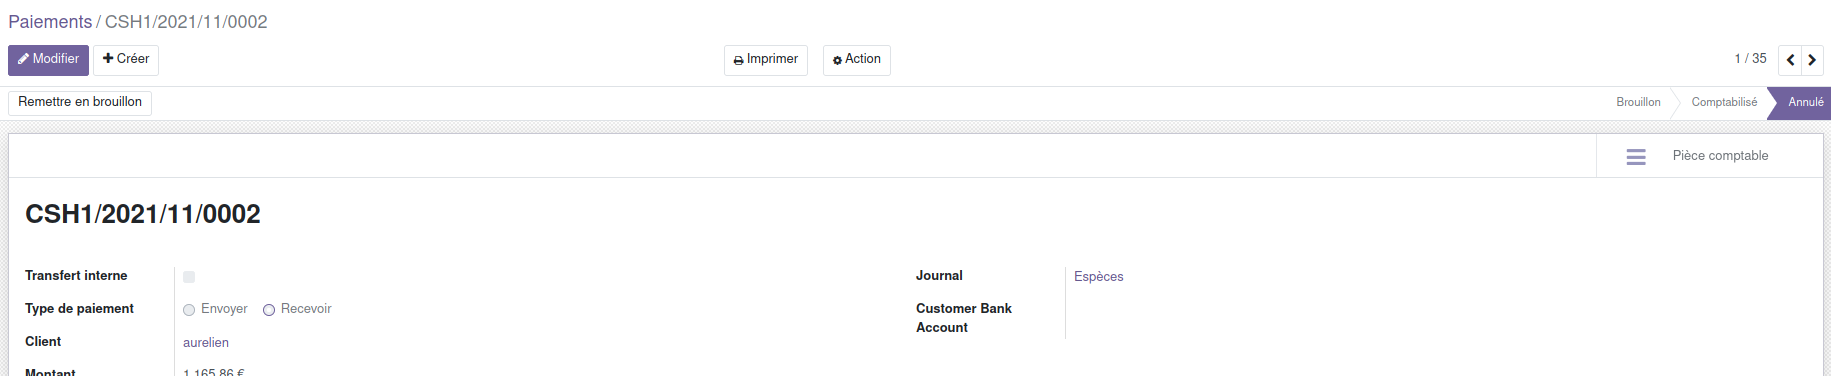 Paiements / CSH1/2021/11/0002
Modifier Créer Imprimer Action 1 / 35
Remettre en brouillon Brouillon Comptabilisé Annulé
Pièce comptable
CSH1/2021/11/0002
Transfert interne Journal Espèces
Type de paiement Envoyer Recevoir Customer Bank
Account
Client aurelien
Montant 1 165,86 €